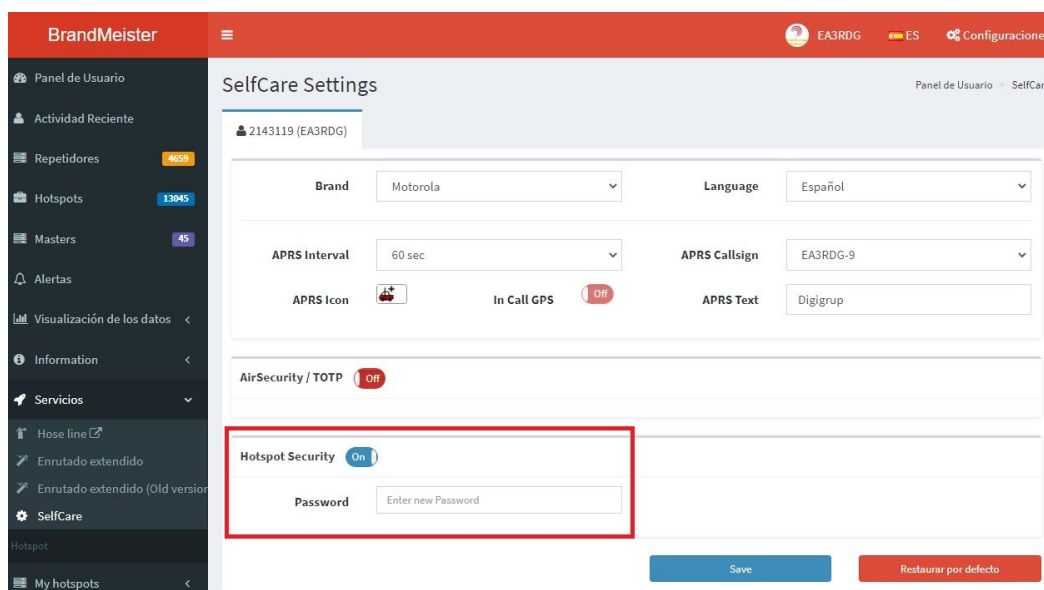 BrandMeister
EA3RDG
ES
Configuracione
Panel de Usuario
Actividad Reciente
Repetidores 4659
Hotspots 13045
Masters 45
Alertas
Visualización de los datos
Information
Servicios
Hose line
Enrutado extendido
Enrutado extendido (Old version
SelfCare
Hotspot
My hotspots
SelfCare Settings
Panel de Usuario > SelfCar
2143119 (EA3RDG)
Brand Motorola Language Español
APRS Interval 60 sec APRS Callsign EA3RDG-9
APRS Icon In Call GPS Off APRS Text Digigrup
AirSecurity / TOTP Off
Hotspot Security On
Password Enter new Password
Save Restaurar por defecto